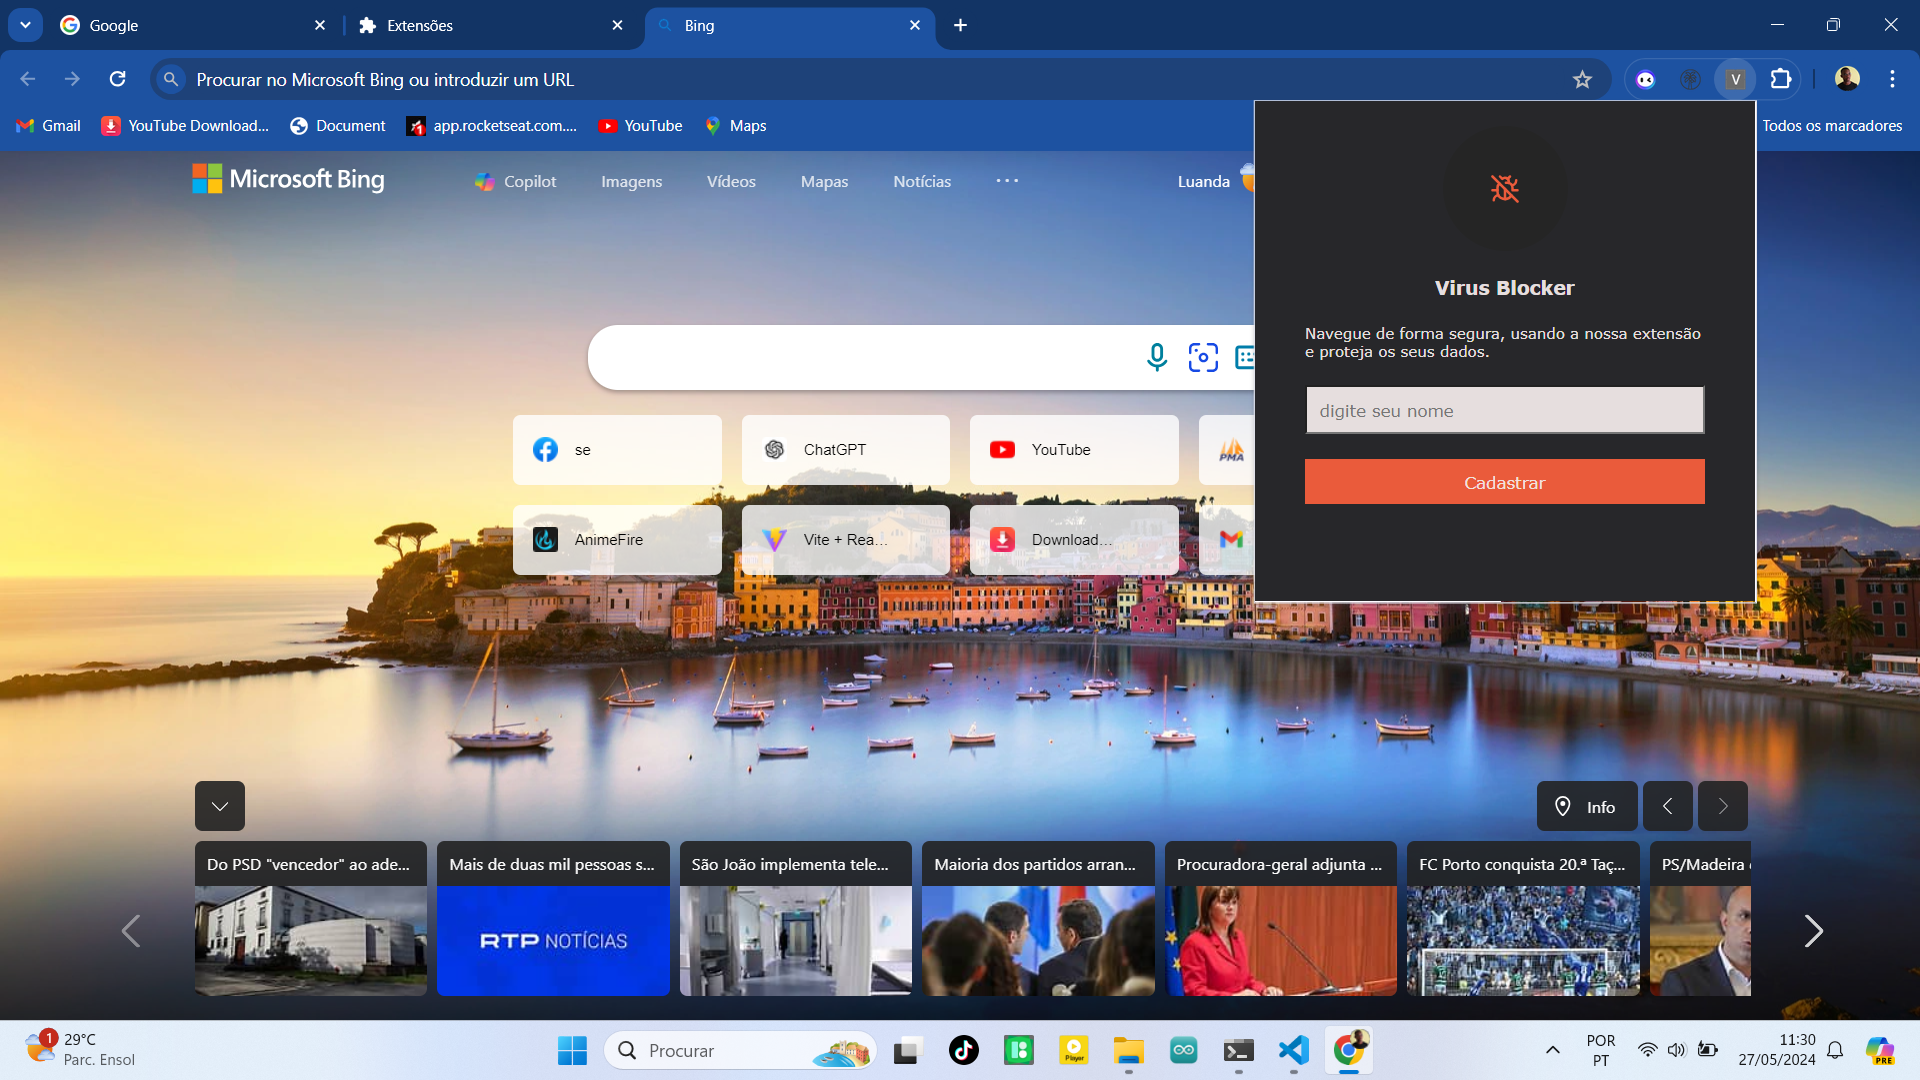 Google
Extensões
Bing
Procurar no Microsoft Bing ou introduzir um URL
V
Gmail
YouTube Download...
Document
app.rocketseat.com....
YouTube
Maps
Todos os marcadores
Microsoft Bing
Copilot
Imagens
Vídeos
Mapas
Notícias
Luanda
Virus Blocker
Navegue de forma segura, usando a nossa extensão
e proteja os seus dados.
digite seu nome
Cadastrar
se
ChatGPT
YouTube
PMA
AnimeFire
Vite + Rea...
Download...
Info
Do PSD "vencedor" ao ade...
Mais de duas mil pessoas s...
São João implementa tele...
Maioria dos partidos arran...
Procuradora-geral adjunta ...
FC Porto conquista 20.ª Taç...
PS/Madeira
RTP NOTÍCIAS
1
29°C
Parc. Ensol
Procurar
Player
POR
PT
11:30
27/05/2024
PRE